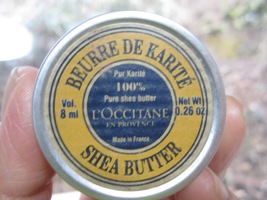 BEURRE DE KARITÉ
Pur Karité
100%
Pure shea butter
Vol.
8 ml
Net Wt
0.26 oz
L'OCCITANE
EN PROVENCE
Made in France
SHEA BUTTER